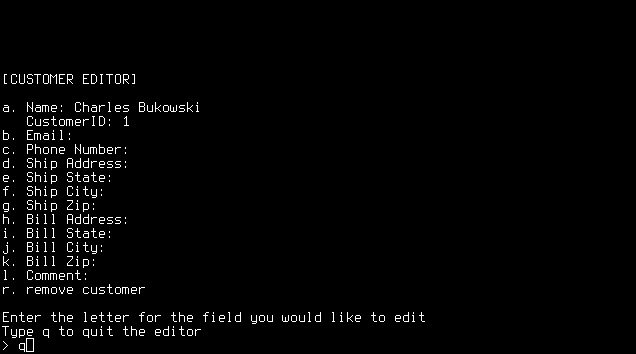 [CUSTOMER EDITOR]
a. Name: Charles Bukowski
CustomerID: 1
b. Email:
c. Phone Number:
d. Ship Address:
e. Ship State:
f. Ship City:
g. Ship Zip:
h. Bill Address:
i. Bill State:
j. Bill City:
k. Bill Zip:
l. Comment:
r. remove customer
Enter the letter for the field you would like to edit
Type q to quit the editor
> q